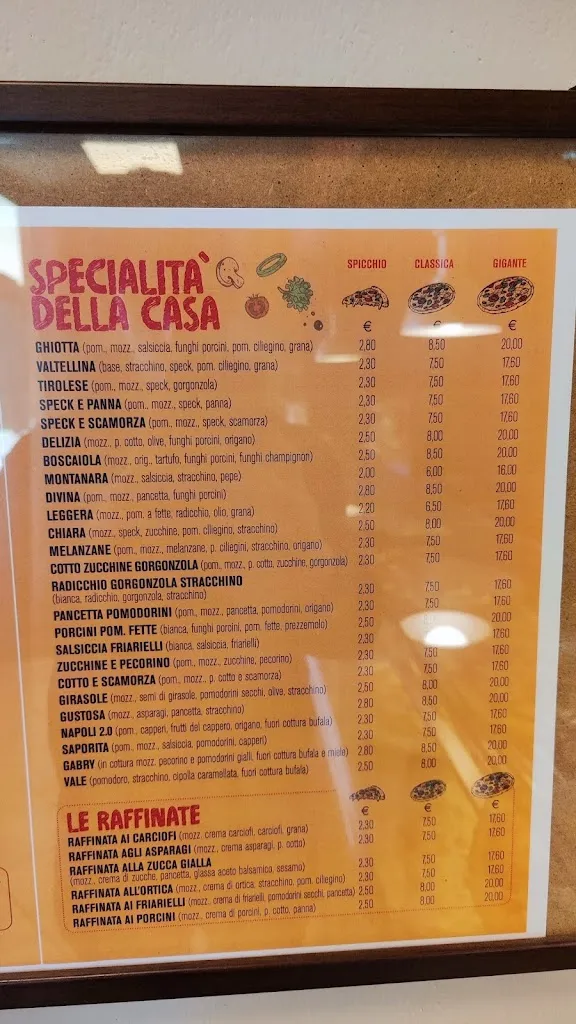 SPECIALITA' DELLA CASA
SPICCHIO CLASSICA GIGANTE
€ € €
GHIOTTA (pom., mozz., salsiccia, funghi porcini, pom. ciliegino, grana) 2,80 8,50 20,00
VALTELLINA (base, stracchino, speck, pom. ciliegino, grana) 2,30 7,50 17,60
TIROLESE (pom., mozz., speck, gorgonzola) 2,30 7,50 17,60
SPECK E PANNA (pom., mozz., speck, panna) 2,30 7,50 17,60
SPECK E SCAMORZA (pom., mozz., speck, scamorza) 2,30 7,50 17,60
DELIZIA (mozz., p. cotto, olive, funghi porcini, origano) 2,50 8,00 20,00
BOSCAIOLA (mozz., orig., tartufo, funghi porcini, funghi champignon) 2,50 8,50 20,00
MONTANARA (mozz., salsiccia, stracchino, pepe) 2,00 6,00 16,00
DIVINA (pom., mozz., pancetta, funghi porcini) 2,80 8,50 20,00
LEGGERA (mozz., pom. a fette, radicchio, olio, grana) 2,20 6,50 17,60
CHIARA (mozz., speck, zucchine, pom. ciliegino, stracchino) 2,50 8,00 20,00
MELANZANE (pom., mozz., melanzane, p. ciliegini, stracchino, origano) 2,30 7,50 17,60
COTTO ZUCCHINE GORGONZOLA (pom., mozz., p. cotto, zucchine, gorgonzola) 2,30 7,50 17,60
RADICCHIO GORGONZOLA STRACCHINO
(bianca, radicchio, gorgonzola, stracchino) 2,30 7,50 17,60
PANCETTA POMODORINI (pom., mozz., pancetta, pomodorini, origano) 2,30 7,50 17,60
PORCINI POM. FETTE (bianca, funghi porcini, pom. fette, prezzemolo) 2,50 20,00
SALSICCIA FRIARIELLI (bianca, salsiccia, friarielli) 2,30 17,60
ZUCCHINE E PECORINO (pom., mozz., zucchine, pecorino) 2,30 7,50 17,60
COTTO E SCAMORZA (pom., mozz., p. cotto e scamorza) 2,30 7,50 17,60
GIRASOLE (mozz., semi di girasole, pomodorini secchi, olive, stracchino) 2,50 8,00 20,00
GUSTOSA (mozz., asparagi, pancetta, stracchino) 2,80 8,50 20,00
NAPOLI 2.0 (pom., capperi, frutti del cappero, origano, fuori cottura bufala) 2,30 7,50 17,60
SAPORITA (pom., mozz., salsiccia, pomodorini, capperi) 2,30 7,50 17,60
GABRY (in cottura mozz., pecorino e pomodorini gialli, fuori cottura bufala e miele) 2,80 8,50 20,00
VALE (pomodoro, stracchino, cipolla caramellata, fuori cottura bufala) 2,50 8,00 20,00
LE RAFFINATE
€ € €
RAFFINATA AI CARCIOFI (mozz., crema carciofi, carciofi, grana) 2,30 7,50 17,60
RAFFINATA AGLI ASPARAGI (mozz., crema asparagi, p. cotto) 2,30 7,50 17,60
RAFFINATA ALLA ZUCCA GIALLA
(mozz., crema di zucche, pancetta, glassa aceto balsamico, sesamo) 2,30 7,50 17,60
RAFFINATA ALL'ORTICA (mozz., crema di ortica, stracchino, pom. ciliegino) 2,30 7,50 17,60
RAFFINATA AI FRIARIELLI (mozz., crema di friarielli, pomodorini secchi, pancetta) 2,50 8,00 20,00
RAFFINATA AI PORCINI (mozz., crema di porcini, p. cotto, panna) 2,50 8,00 20,00